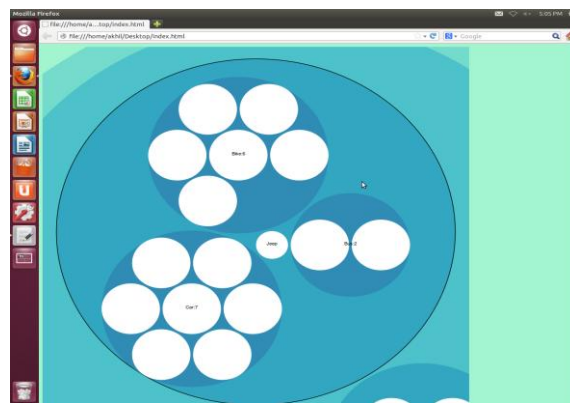 Mozilla Firefox
5:05 PM
file:///home/a...top/index.html
file:///home/akhil/Desktop/index.html
Google
Bike:6
Jeep
Bus:2
Car:7